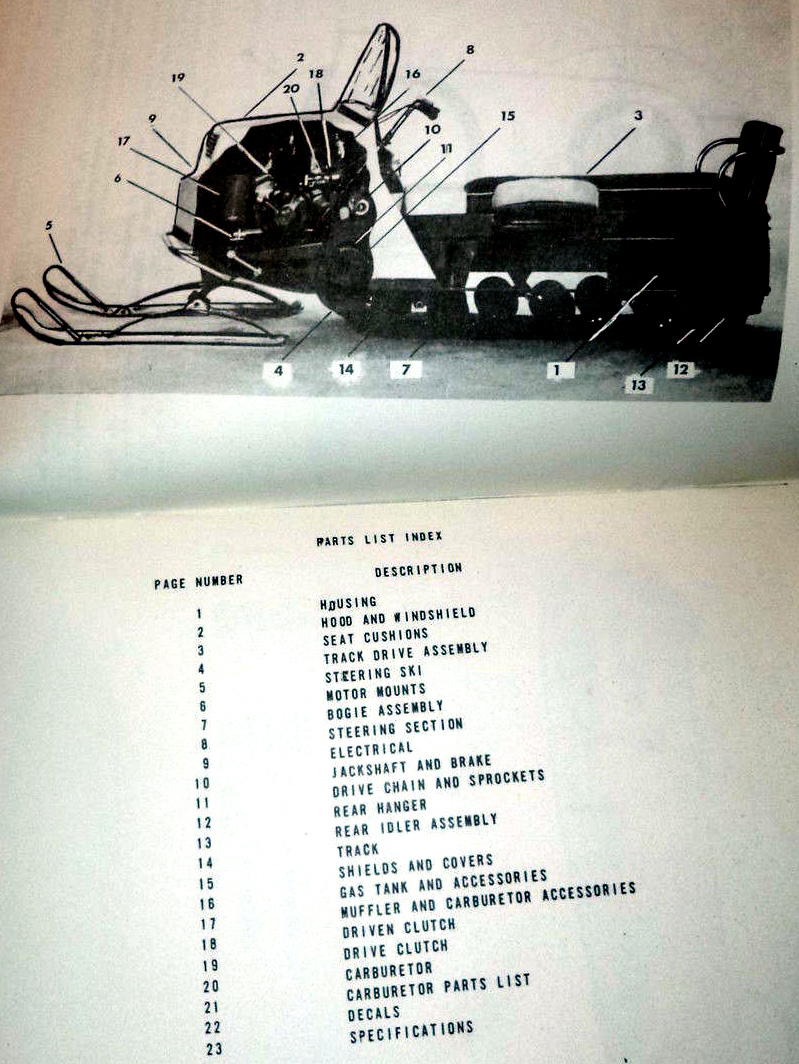 2
8
19
18
16
20
3
15
9
10
17
11
6
5
4
14
7
1
12
13
PARTS LIST INDEX
PAGE NUMBER DESCRIPTION
1 HOUSING
2 HOOD AND WINDSHIELD
3 SEAT CUSHIONS
4 TRACK DRIVE ASSEMBLY
5 STEERING SKI
6 MOTOR MOUNTS
7 BOGIE ASSEMBLY
8 STEERING SECTION
9 ELECTRICAL
10 JACKSHAFT AND BRAKE
11 DRIVE CHAIN AND SPROCKETS
12 REAR HANGER
13 REAR IDLER ASSEMBLY
14 TRACK
15 SHIELDS AND COVERS
16 GAS TANK AND ACCESSORIES
17 MUFFLER AND CARBURETOR ACCESSORIES
18 DRIVEN CLUTCH
19 DRIVE CLUTCH
20 CARBURETOR
21 CARBURETOR PARTS LIST
22 DECALS
23 SPECIFICATIONS